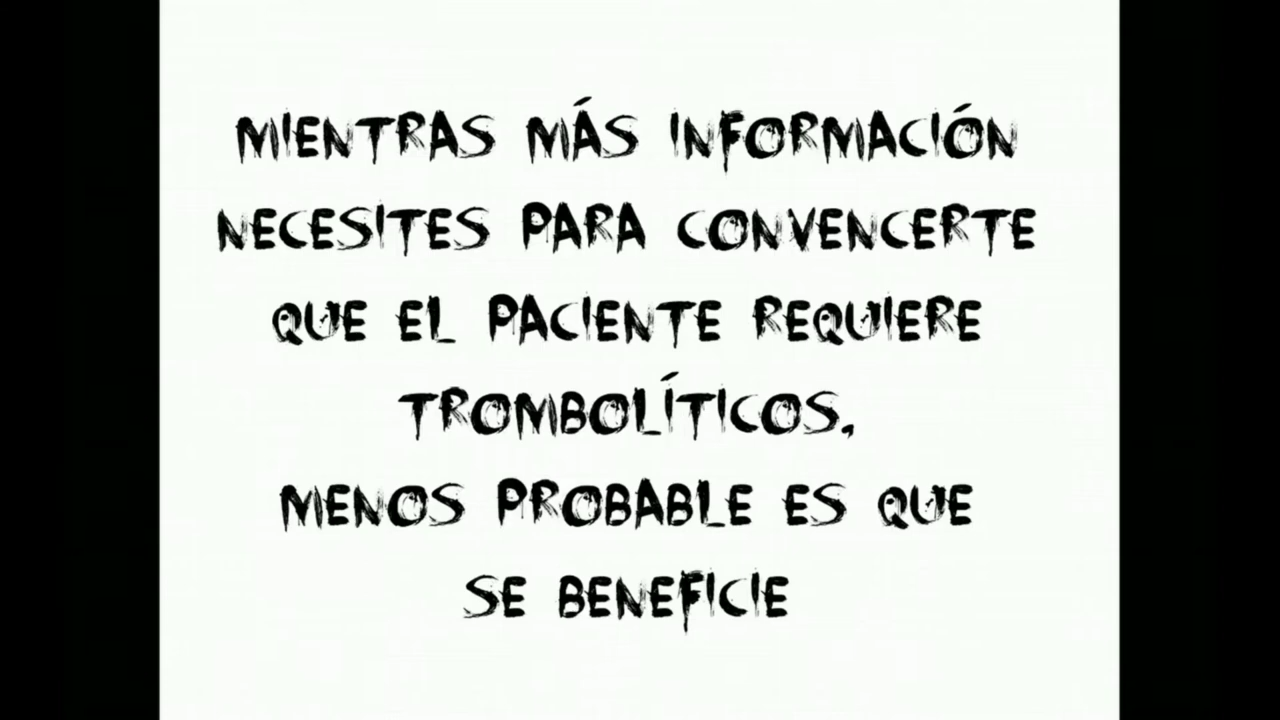 MIENTRAS MÁS INFORMACIÓN
NECESITES PARA CONVENCERTE
QUE EL PACIENTE REQUIERE
TROMBOLÍTICOS,
MENOS PROBABLE ES QUE
SE BENEFICIE